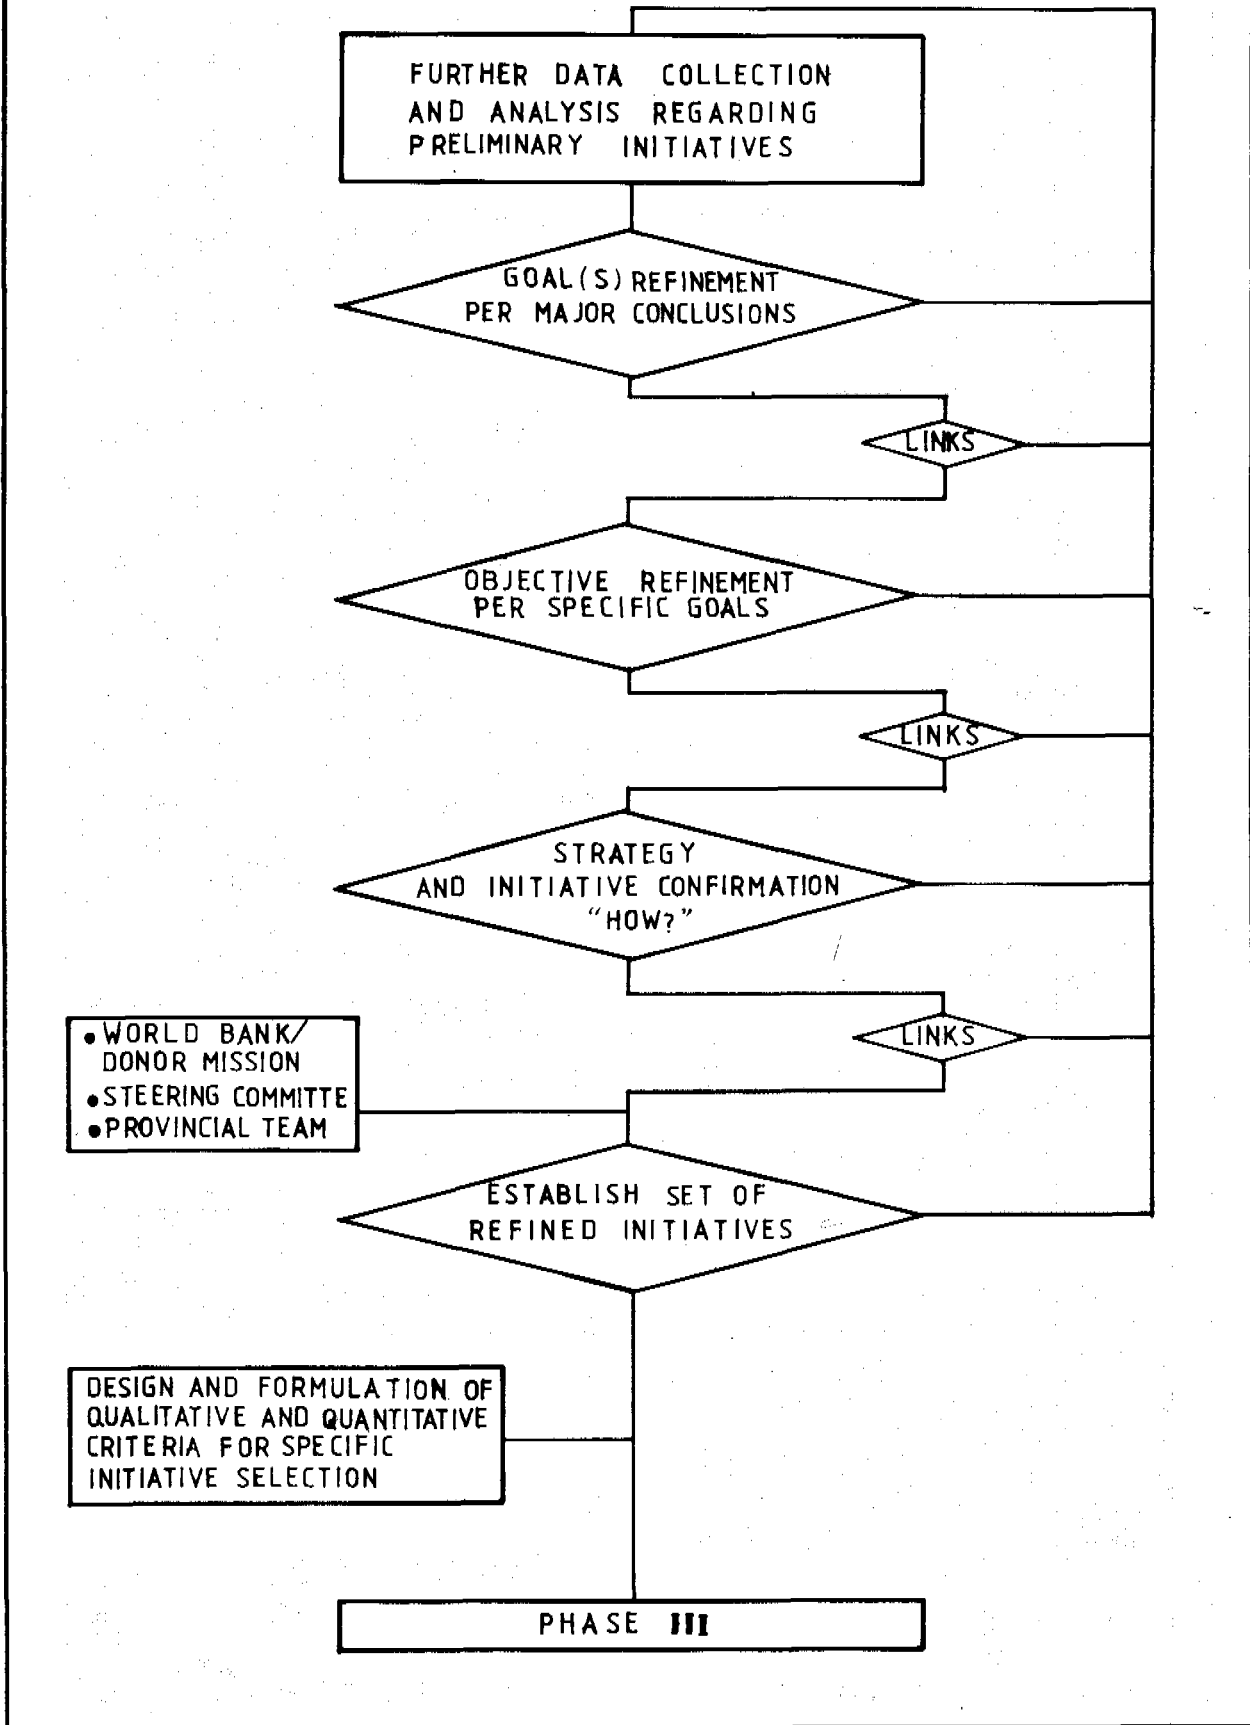 FURTHER DATA COLLECTION
AND ANALYSIS REGARDING
PRELIMINARY INITIATIVES
GOAL(S) REFINEMENT
PER MAJOR CONCLUSIONS
LINKS
OBJECTIVE REFINEMENT
PER SPECIFIC GOALS
LINKS
STRATEGY
AND INITIATIVE CONFIRMATION
"HOW?"
LINKS
•WORLD BANK/
DONOR MISSION
•STEERING COMMITTE
•PROVINCIAL TEAM
ESTABLISH SET OF
REFINED INITIATIVES
DESIGN AND FORMULATION OF
QUALITATIVE AND QUANTITATIVE
CRITERIA FOR SPECIFIC
INITIATIVE SELECTION
PHASE III